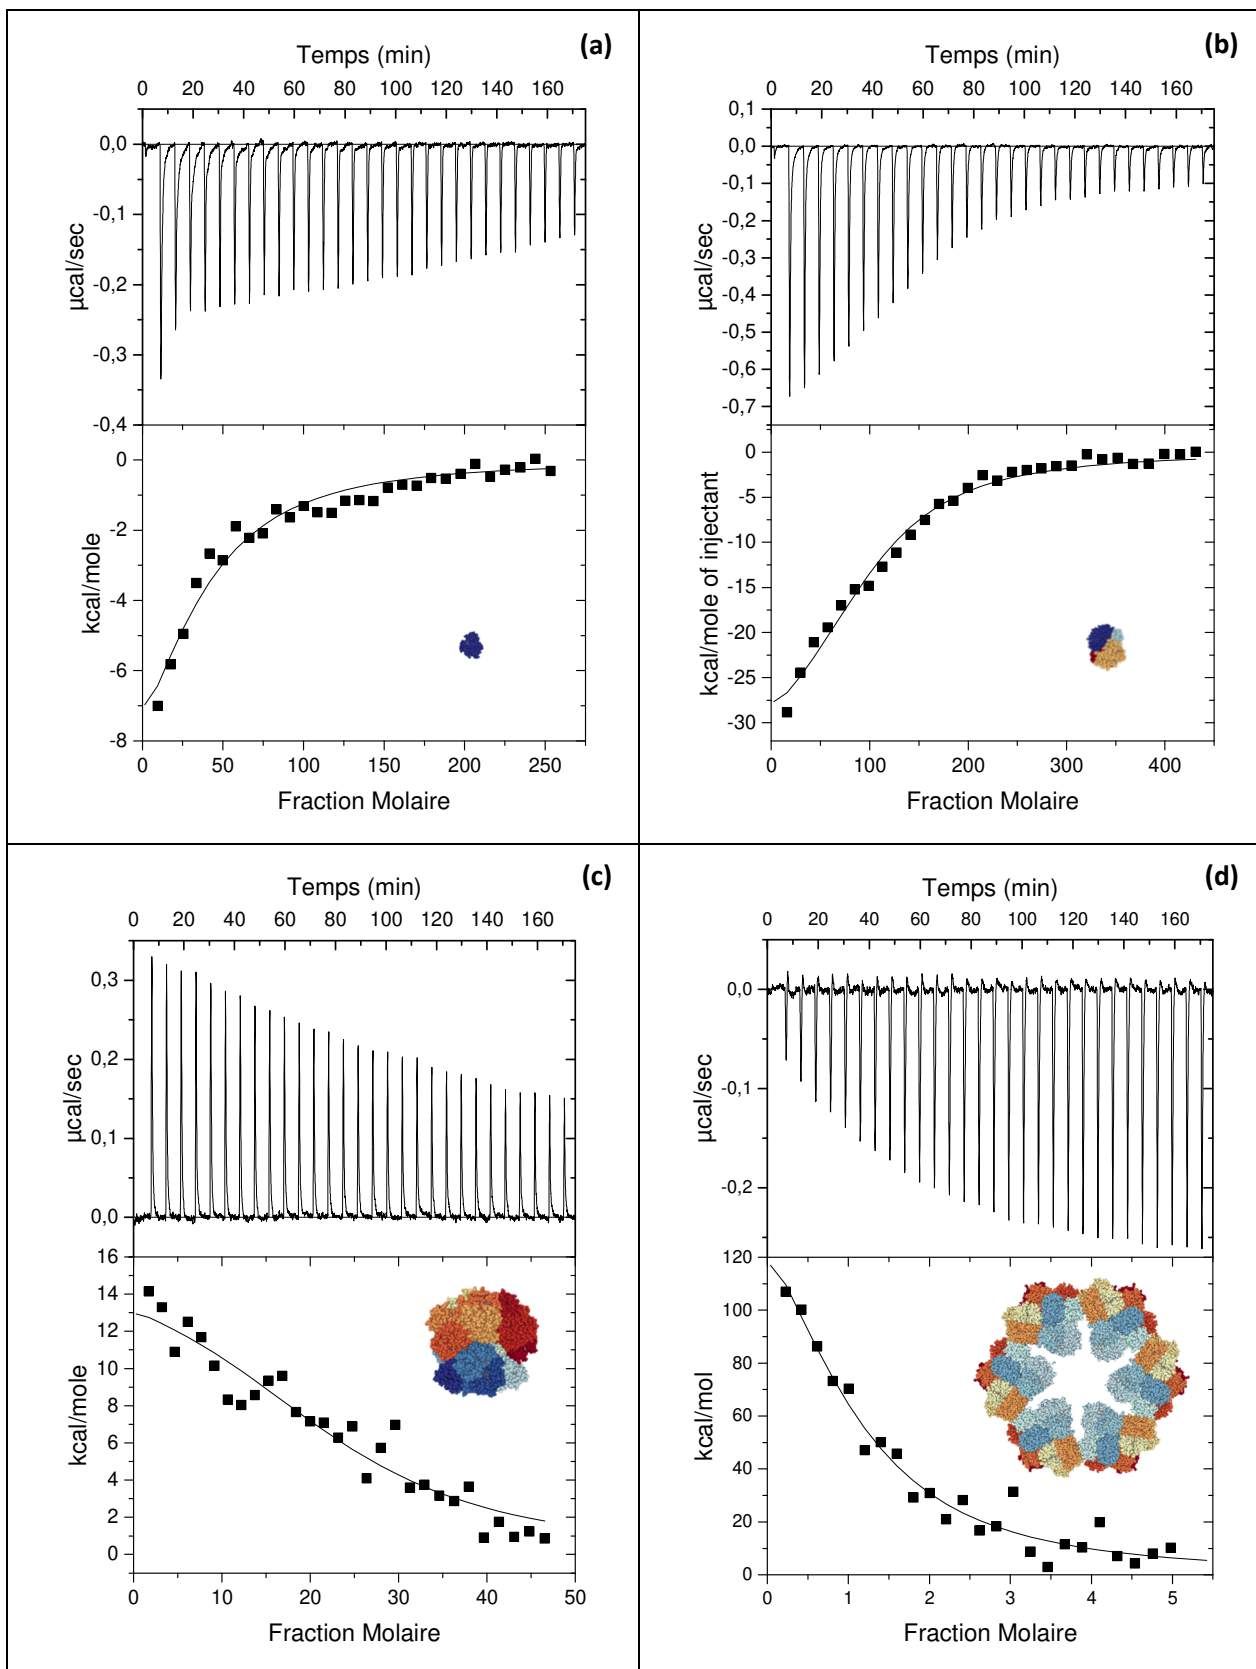 (a)
Temps (min)
0 20 40 60 80 100 120 140 160
0,0
-0,1
-0,2
-0,3
-0,4
µcal/sec
0
-2
-4
-6
-8
kcal/mole
0 50 100 150 200 250
Fraction Molaire
(b)
Temps (min)
0 20 40 60 80 100 120 140 160
0,1
0,0
-0,1
-0,2
-0,3
-0,4
-0,5
-0,6
-0,7
µcal/sec
0
-5
-10
-15
-20
-25
-30
kcal/mole of injectant
0 100 200 300 400
Fraction Molaire
(c)
Temps (min)
0 20 40 60 80 100 120 140 160
0,3
0,2
0,1
0,0
µcal/sec
16
14
12
10
8
6
4
2
0
kcal/mole
0 10 20 30 40 50
Fraction Molaire
(d)
Temps (min)
0 20 40 60 80 100 120 140 160
0,0
-0,1
-0,2
µcal/sec
120
100
80
60
40
20
0
kcal/mol
0 1 2 3 4 5
Fraction Molaire